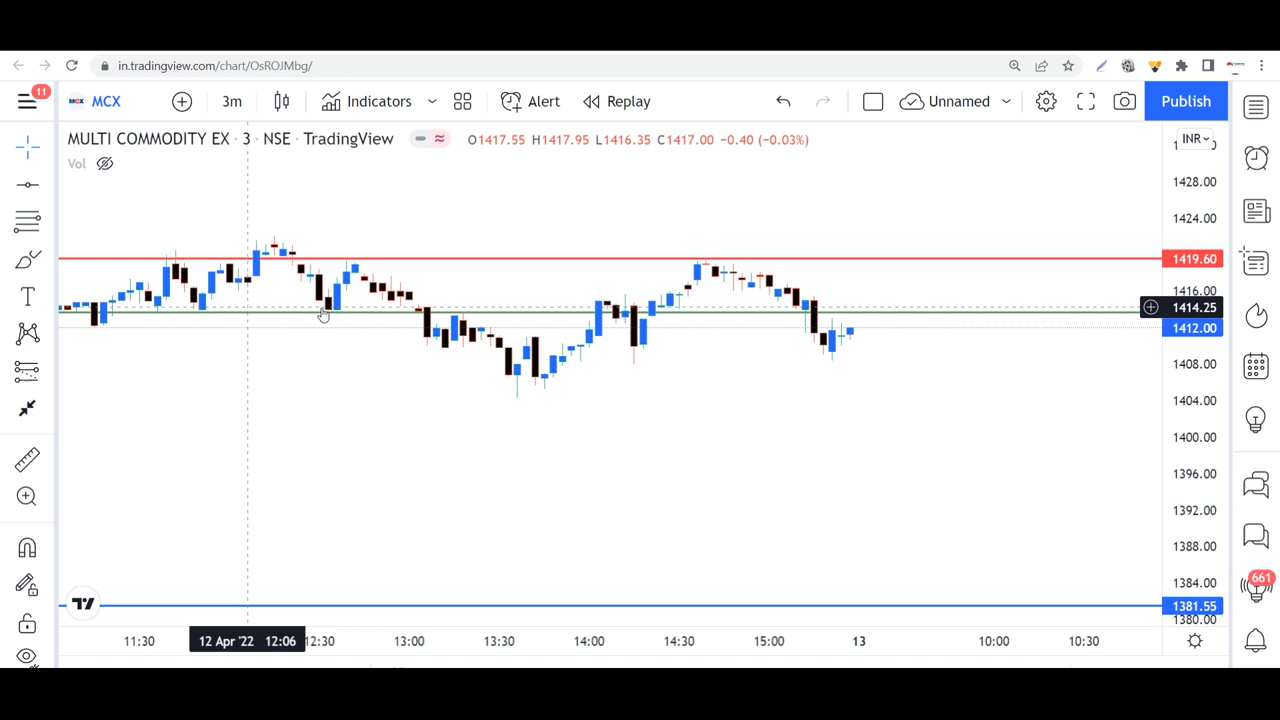 in.tradingview.com/chart/OsROJMbg/
11
MCX MCX 3m Indicators Alert Replay Unnamed Publish
MULTI COMMODITY EX · 3 · NSE · TradingView O1417.55 H1417.95 L1416.35 C1417.00 −0.40 (−0.03%)
INR
Vol
1428.00
1424.00
1419.60
1416.00
1414.25
1412.00
1408.00
1404.00
1400.00
1396.00
1392.00
1388.00
1384.00
661
1381.55
1380.00
11:30 12 Apr '22 12:06 12:30 13:00 13:30 14:00 14:30 15:00 13 10:00 10:30